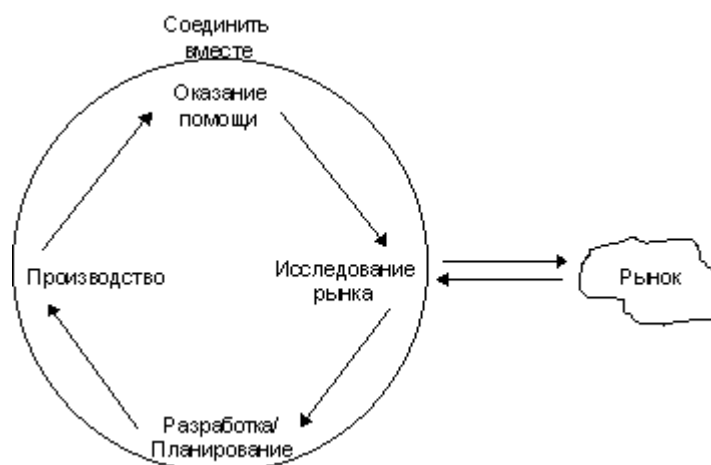 Соединить
вместе
Оказание
помощи
Производство
Исследование
рынка
Рынок
Разработка/
Планирование